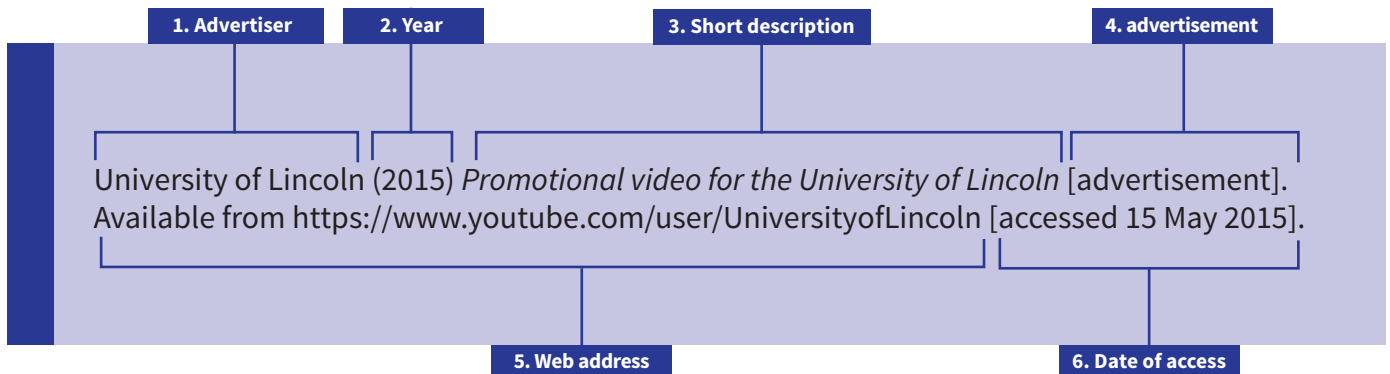 1. Advertiser 2. Year 3. Short description 4. advertisement
University of Lincoln (2015) Promotional video for the University of Lincoln [advertisement].
Available from https://www.youtube.com/user/UniversityofLincoln [accessed 15 May 2015].
5. Web address 6. Date of access